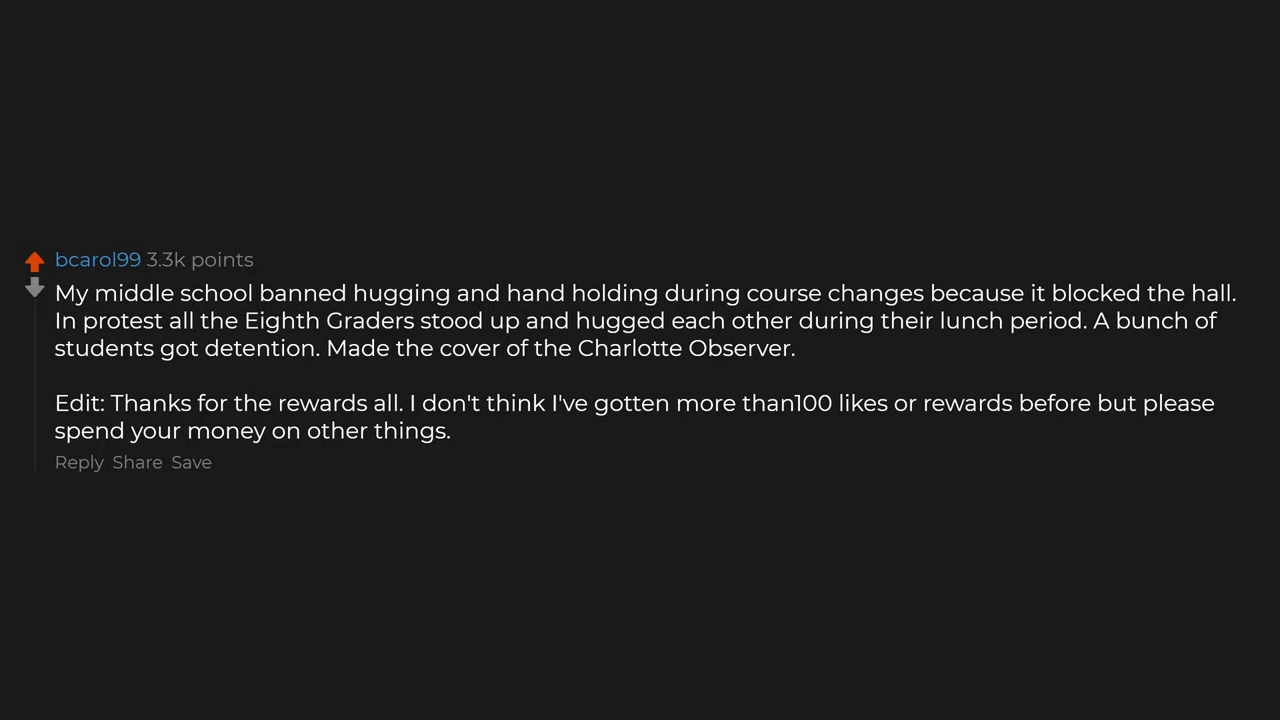 bcarol99 3.3k points
My middle school banned hugging and hand holding during course changes because it blocked the hall.
In protest all the Eighth Graders stood up and hugged each other during their lunch period. A bunch of
students got detention. Made the cover of the Charlotte Observer.
Edit: Thanks for the rewards all. I don't think I've gotten more than100 likes or rewards before but please
spend your money on other things.
Reply Share Save